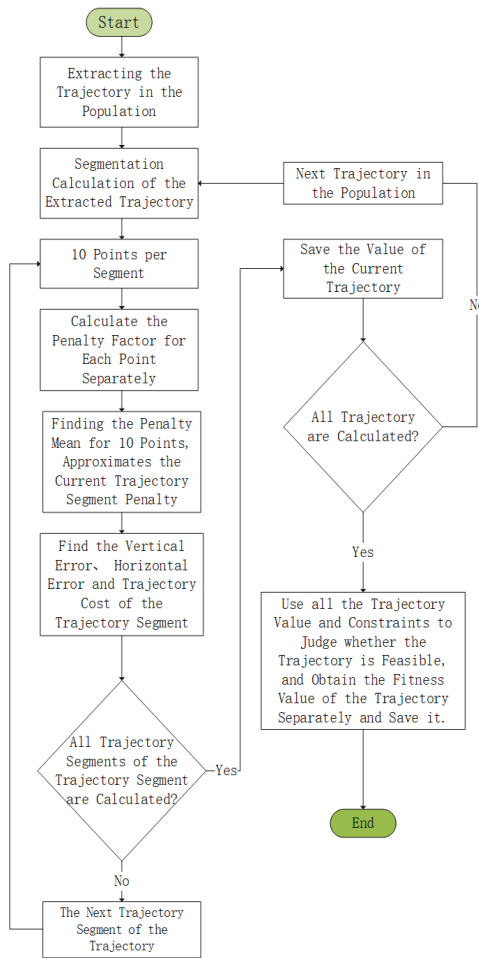 Start
Extracting the
Trajectory in the
Population
Segmentation
Calculation of the
Extracted Trajectory
10 Points per
Segment
Calculate the
Penalty Factor for
Each Point
Separately
Finding the Penalty
Mean for 10 Points,
Approximates the
Current Trajectory
Segment Penalty
Find the Vertical
Error、 Horizontal
Error and Trajectory
Cost of the
Trajectory Segment
All Trajectory
Segments of the
Trajectory Segment
are Calculated?
Yes
No
The Next Trajectory
Segment of the
Trajectory
Next Trajectory in
the Population
Save the Value of
the Current
Trajectory
No
All Trajectory
are Calculated?
Yes
Use all the Trajectory
Value and Constraints to
Judge whether the
Trajectory is Feasible,
and Obtain the Fitness
Value of the Trajectory
Separately and Save it.
End